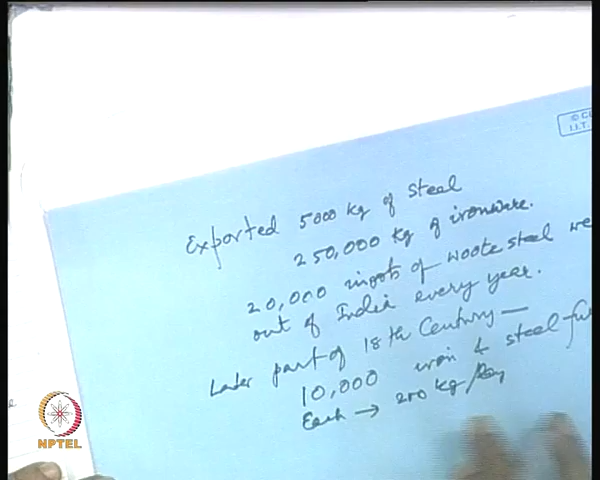 © C
I.I.T.
Exported 5000 kg of steel
250,000 kg of ironware.
20,000 ingots of woote steel we
out of India every year.
Later part of 18th Century —
10,000 iron & steel fu
Each → 200 kg/Day
NPTEL